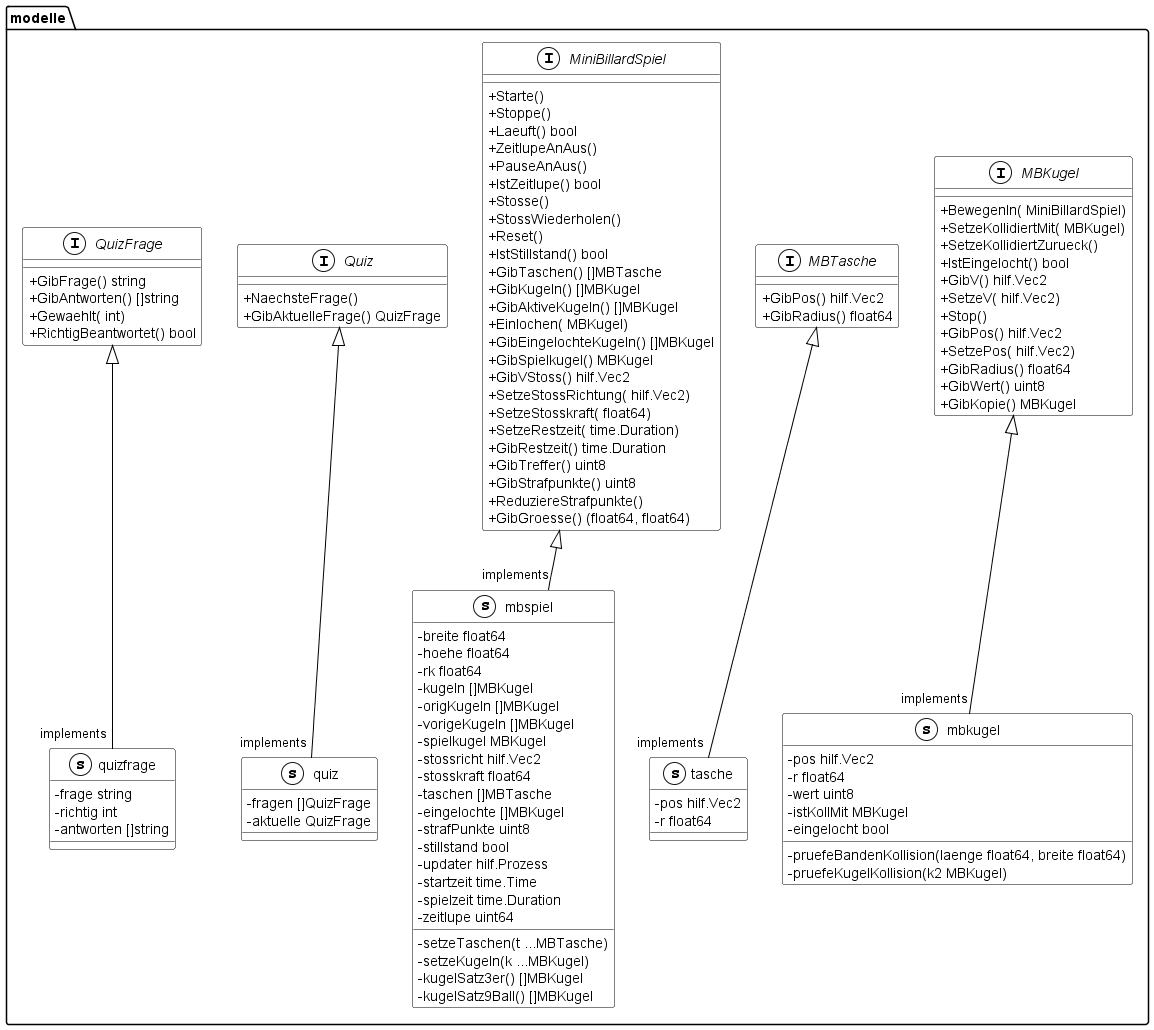 modelle
I QuizFrage
+GibFrage() string
+GibAntworten() []string
+Gewaehlt( int)
+RichtigBeantwortet() bool
I Quiz
+NaechsteFrage()
+GibAktuelleFrage() QuizFrage
I MiniBillardSpiel
+Starte()
+Stoppe()
+Laeuft() bool
+ZeitlupeAnAus()
+PauseAnAus()
+IstZeitlupe() bool
+Stosse()
+StossWiederholen()
+Reset()
+IstStillstand() bool
+GibTaschen() []MBTasche
+GibKugeln() []MBKugel
+GibAktiveKugeln() []MBKugel
+Einlochen( MBKugel)
+GibEingelochteKugeln() []MBKugel
+GibSpielkugel() MBKugel
+GibVStoss() hilf.Vec2
+SetzeStossRichtung( hilf.Vec2)
+SetzeStosskraft( float64)
+SetzeRestzeit( time.Duration)
+GibRestzeit() time.Duration
+GibTreffer() uint8
+GibStrafpunkte() uint8
+ReduziereStrafpunkte()
+GibGroesse() (float64, float64)
I MBTasche
+GibPos() hilf.Vec2
+GibRadius() float64
I MBKugel
+BewegenIn( MiniBillardSpiel)
+SetzeKollidiertMit( MBKugel)
+SetzeKollidiertZurueck()
+IstEingelocht() bool
+GibV() hilf.Vec2
+SetzeV( hilf.Vec2)
+Stop()
+GibPos() hilf.Vec2
+SetzePos( hilf.Vec2)
+GibRadius() float64
+GibWert() uint8
+GibKopie() MBKugel
implements
S quizfrage
-frage string
-richtig int
-antworten []string
implements
S quiz
-fragen []QuizFrage
-aktuelle QuizFrage
implements
S mbspiel
-breite float64
-hoehe float64
-rk float64
-kugeln []MBKugel
-origKugeln []MBKugel
-vorigeKugeln []MBKugel
-spielkugel MBKugel
-stossricht hilf.Vec2
-stosskraft float64
-taschen []MBTasche
-eingelochte []MBKugel
-strafPunkte uint8
-stillstand bool
-updater hilf.Prozess
-startzeit time.Time
-spielzeit time.Duration
-zeitlupe uint64
-setzeTaschen(t ...MBTasche)
-setzeKugeln(k ...MBKugel)
-kugelSatz3er() []MBKugel
-kugelSatz9Ball() []MBKugel
implements
S tasche
-pos hilf.Vec2
-r float64
implements
S mbkugel
-pos hilf.Vec2
-r float64
-wert uint8
-istKollMit MBKugel
-eingelocht bool
-pruefeBandenKollision(laenge float64, breite float64)
-pruefeKugelKollision(k2 MBKugel)